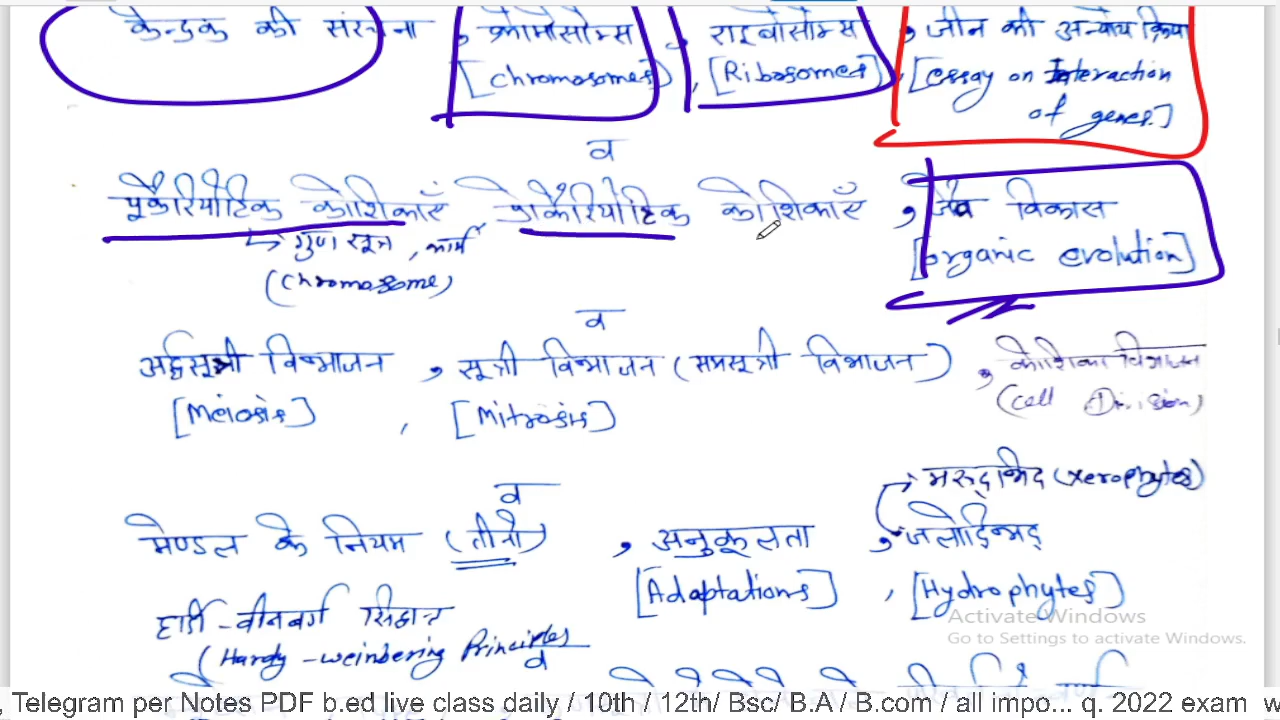 केन्द्रक की संरचना , क्रोमोसोम्स , राइबोसोम्स , जीन की अन्योय क्रिया
[chromosomes] , [Ribosomes] , [essay on Interaction
of genes]
व
यूकैरियोटिक कोशिकाएँ प्रोकैरियोटिक कोशिकाएँ , जैव विकास
↳ गुण सूत्र , कार्य [organic evolution]
(Chromosome)
व
अर्द्धसूत्री विभाजन , सूत्री विभाजन (समसूत्री विभाजन) , कोशिका विभाजन
[Meiosis] , [Mitrosis] (cell Division)
व → मरुद्भिद (xerophytes)
मेण्डल के नियम (तीनो) , अनुकूलता , जलोद्भिद्
[Adaptations] , [Hydrophytes]
हार्डी - वीनबर्ग सिद्धान्त
(Hardy - weinbering Principles
व
Activate Windows
Go to Settings to activate Windows.
, Telegram per Notes PDF b.ed live class daily / 10th / 12th/ Bsc/ B.A/ B.com / all impo... q. 2022 exam w